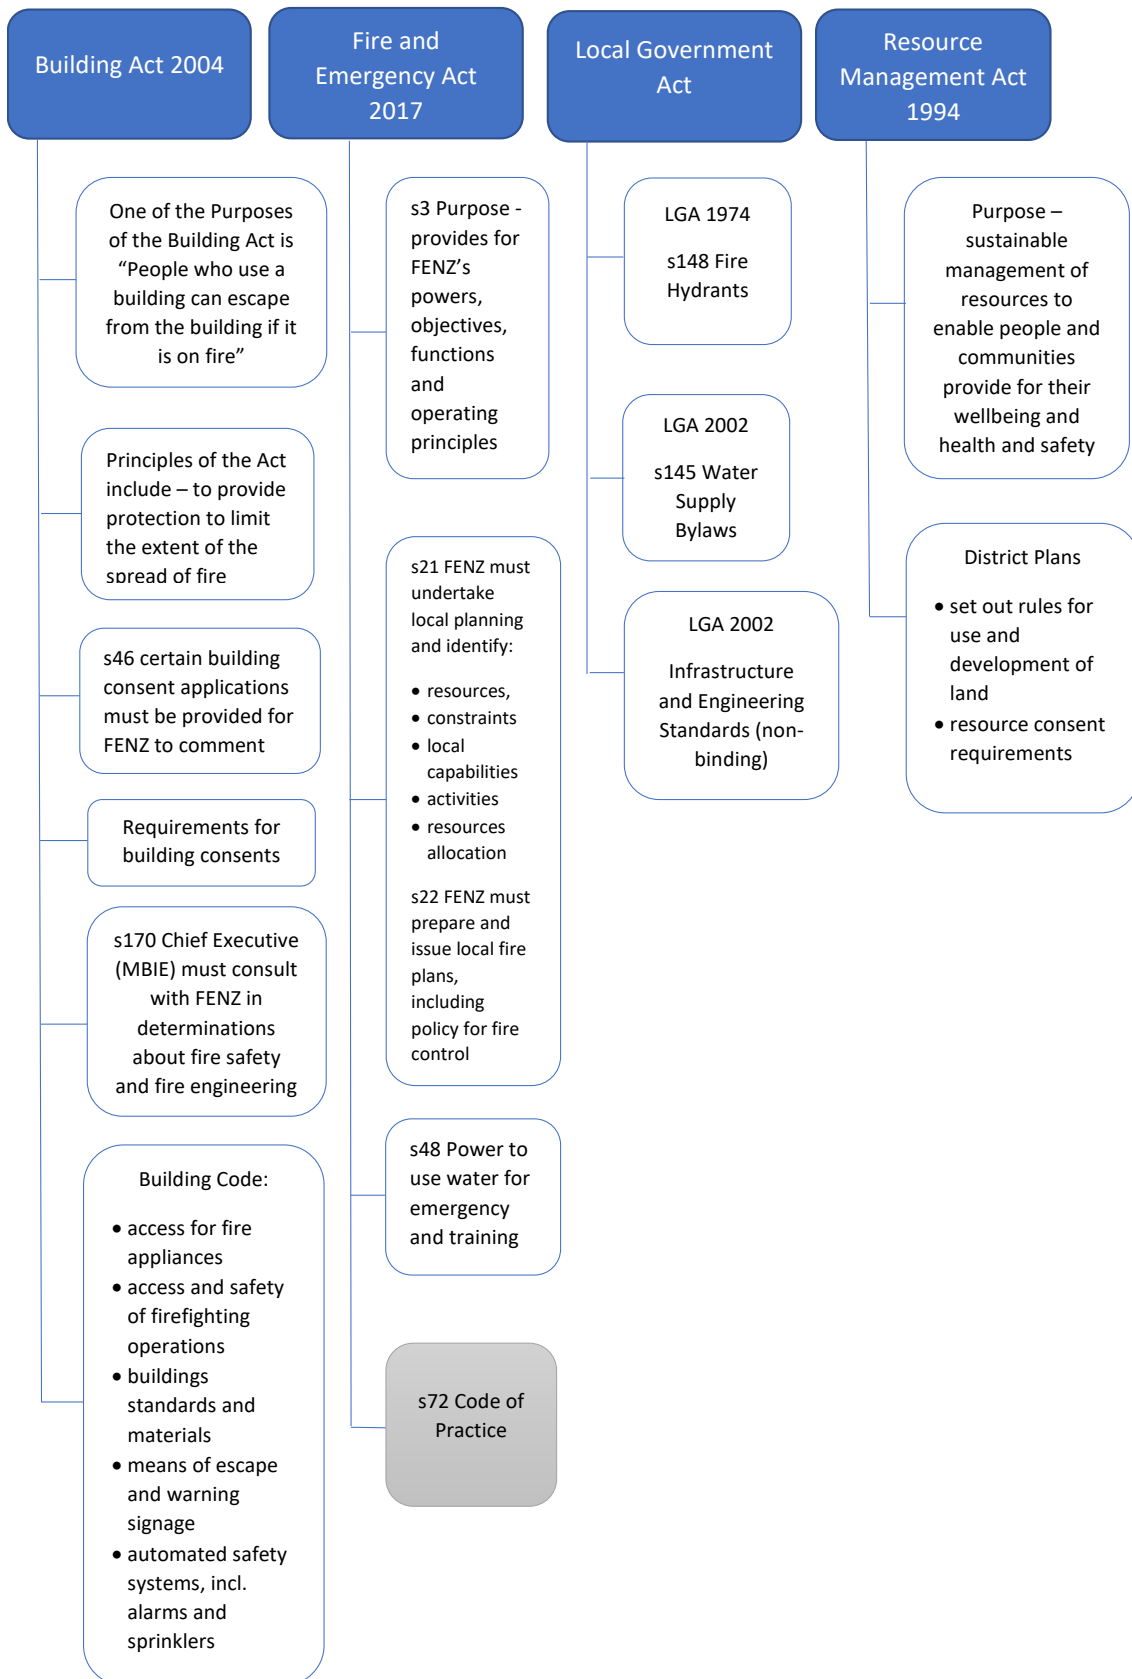 Building Act 2004
One of the Purposes
of the Building Act is
“People who use a
building can escape
from the building if it
is on fire”
Principles of the Act
include – to provide
protection to limit
the extent of the
spread of fire
s46 certain building
consent applications
must be provided for
FENZ to comment
Requirements for
building consents
s170 Chief Executive
(MBIE) must consult
with FENZ in
determinations
about fire safety
and fire engineering
Building Code:
• access for fire
appliances
• access and safety
of firefighting
operations
• buildings
standards and
materials
• means of escape
and warning
signage
• automated safety
systems, incl.
alarms and
sprinklers
Fire and
Emergency Act
2017
s3 Purpose -
provides for
FENZ’s
powers,
objectives,
functions
and
operating
principles
s21 FENZ must
undertake
local planning
and identify:
• resources,
• constraints
• local
capabilities
• activities
• resources
allocation
s22 FENZ must
prepare and
issue local fire
plans,
including
policy for fire
control
s48 Power to
use water for
emergency
and training
s72 Code of
Practice
Local Government
Act
LGA 1974
s148 Fire
Hydrants
LGA 2002
s145 Water
Supply
Bylaws
LGA 2002
Infrastructure
and Engineering
Standards (non-
binding)
Resource
Management Act
1994
Purpose –
sustainable
management of
resources to
enable people and
communities
provide for their
wellbeing and
health and safety
District Plans
• set out rules for
use and
development of
land
• resource consent
requirements